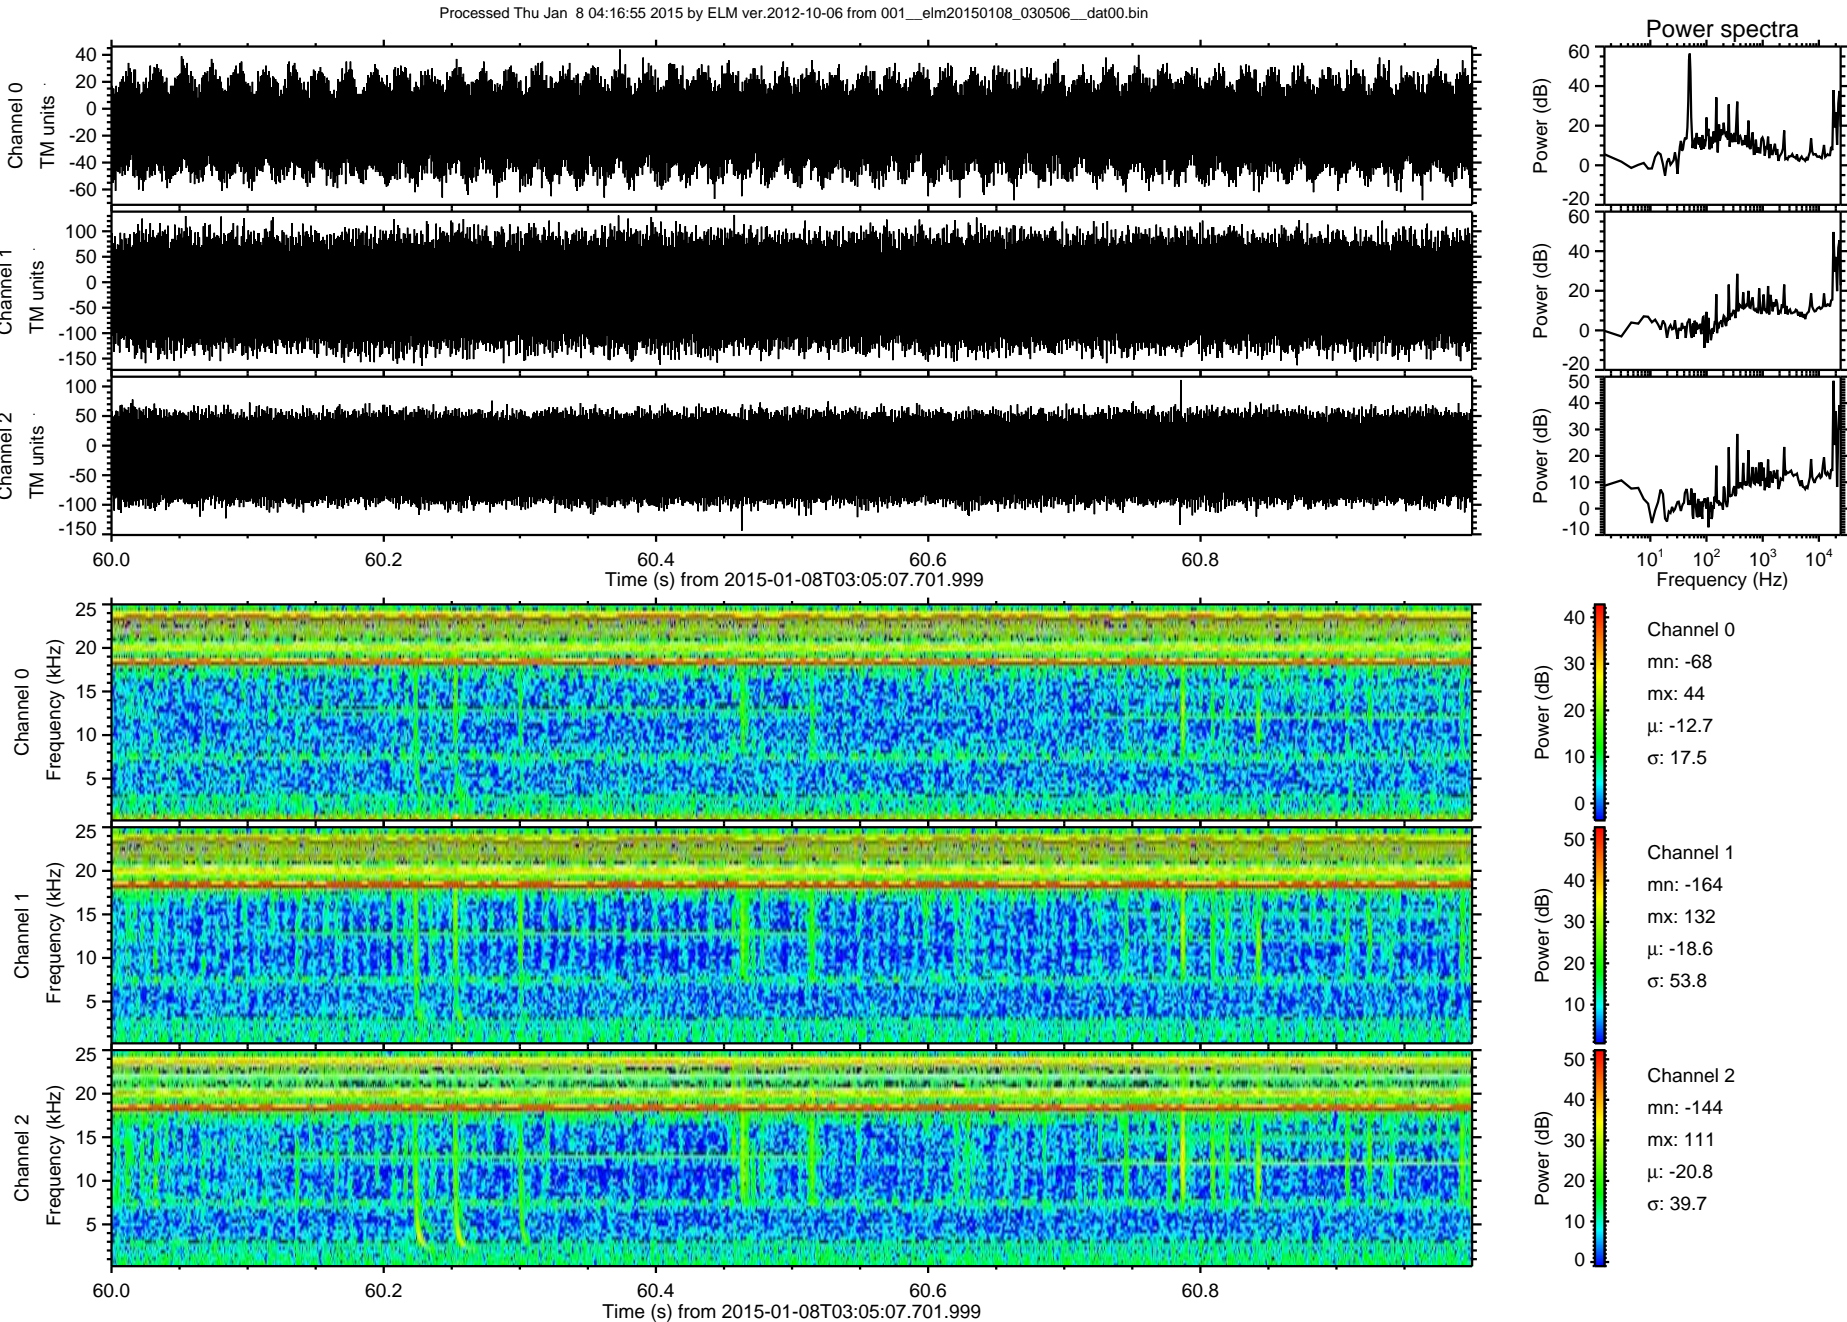 Processed Thu Jan  8 04:16:55 2015 by ELM ver.2012-10-06 from 001__elm20150108_030506__dat00.bin
Power spectra
Channel 0
TM units
40
20
0
-20
-40
-60
Power (dB)
60
40
20
0
-20
Channel 1
TM units
100
50
0
-50
-100
-150
Power (dB)
60
40
20
0
-20
Channel 2
TM units
100
50
0
-50
-100
-150
Power (dB)
50
40
30
20
10
0
-10
60.0 60.2 60.4 60.6 60.8
Time (s) from 2015-01-08T03:05:07.701.999
10¹ 10² 10³ 10⁴
Frequency (Hz)
Channel 0
Frequency (kHz)
25
20
15
10
5
Power (dB)
40
30
20
10
0
Channel 0
mn: -68
mx: 44
μ: -12.7
σ: 17.5
Channel 1
Frequency (kHz)
25
20
15
10
5
Power (dB)
50
40
30
20
10
Channel 1
mn: -164
mx: 132
μ: -18.6
σ: 53.8
Channel 2
Frequency (kHz)
25
20
15
10
5
Power (dB)
50
40
30
20
10
0
Channel 2
mn: -144
mx: 111
μ: -20.8
σ: 39.7
60.0 60.2 60.4 60.6 60.8
Time (s) from 2015-01-08T03:05:07.701.999